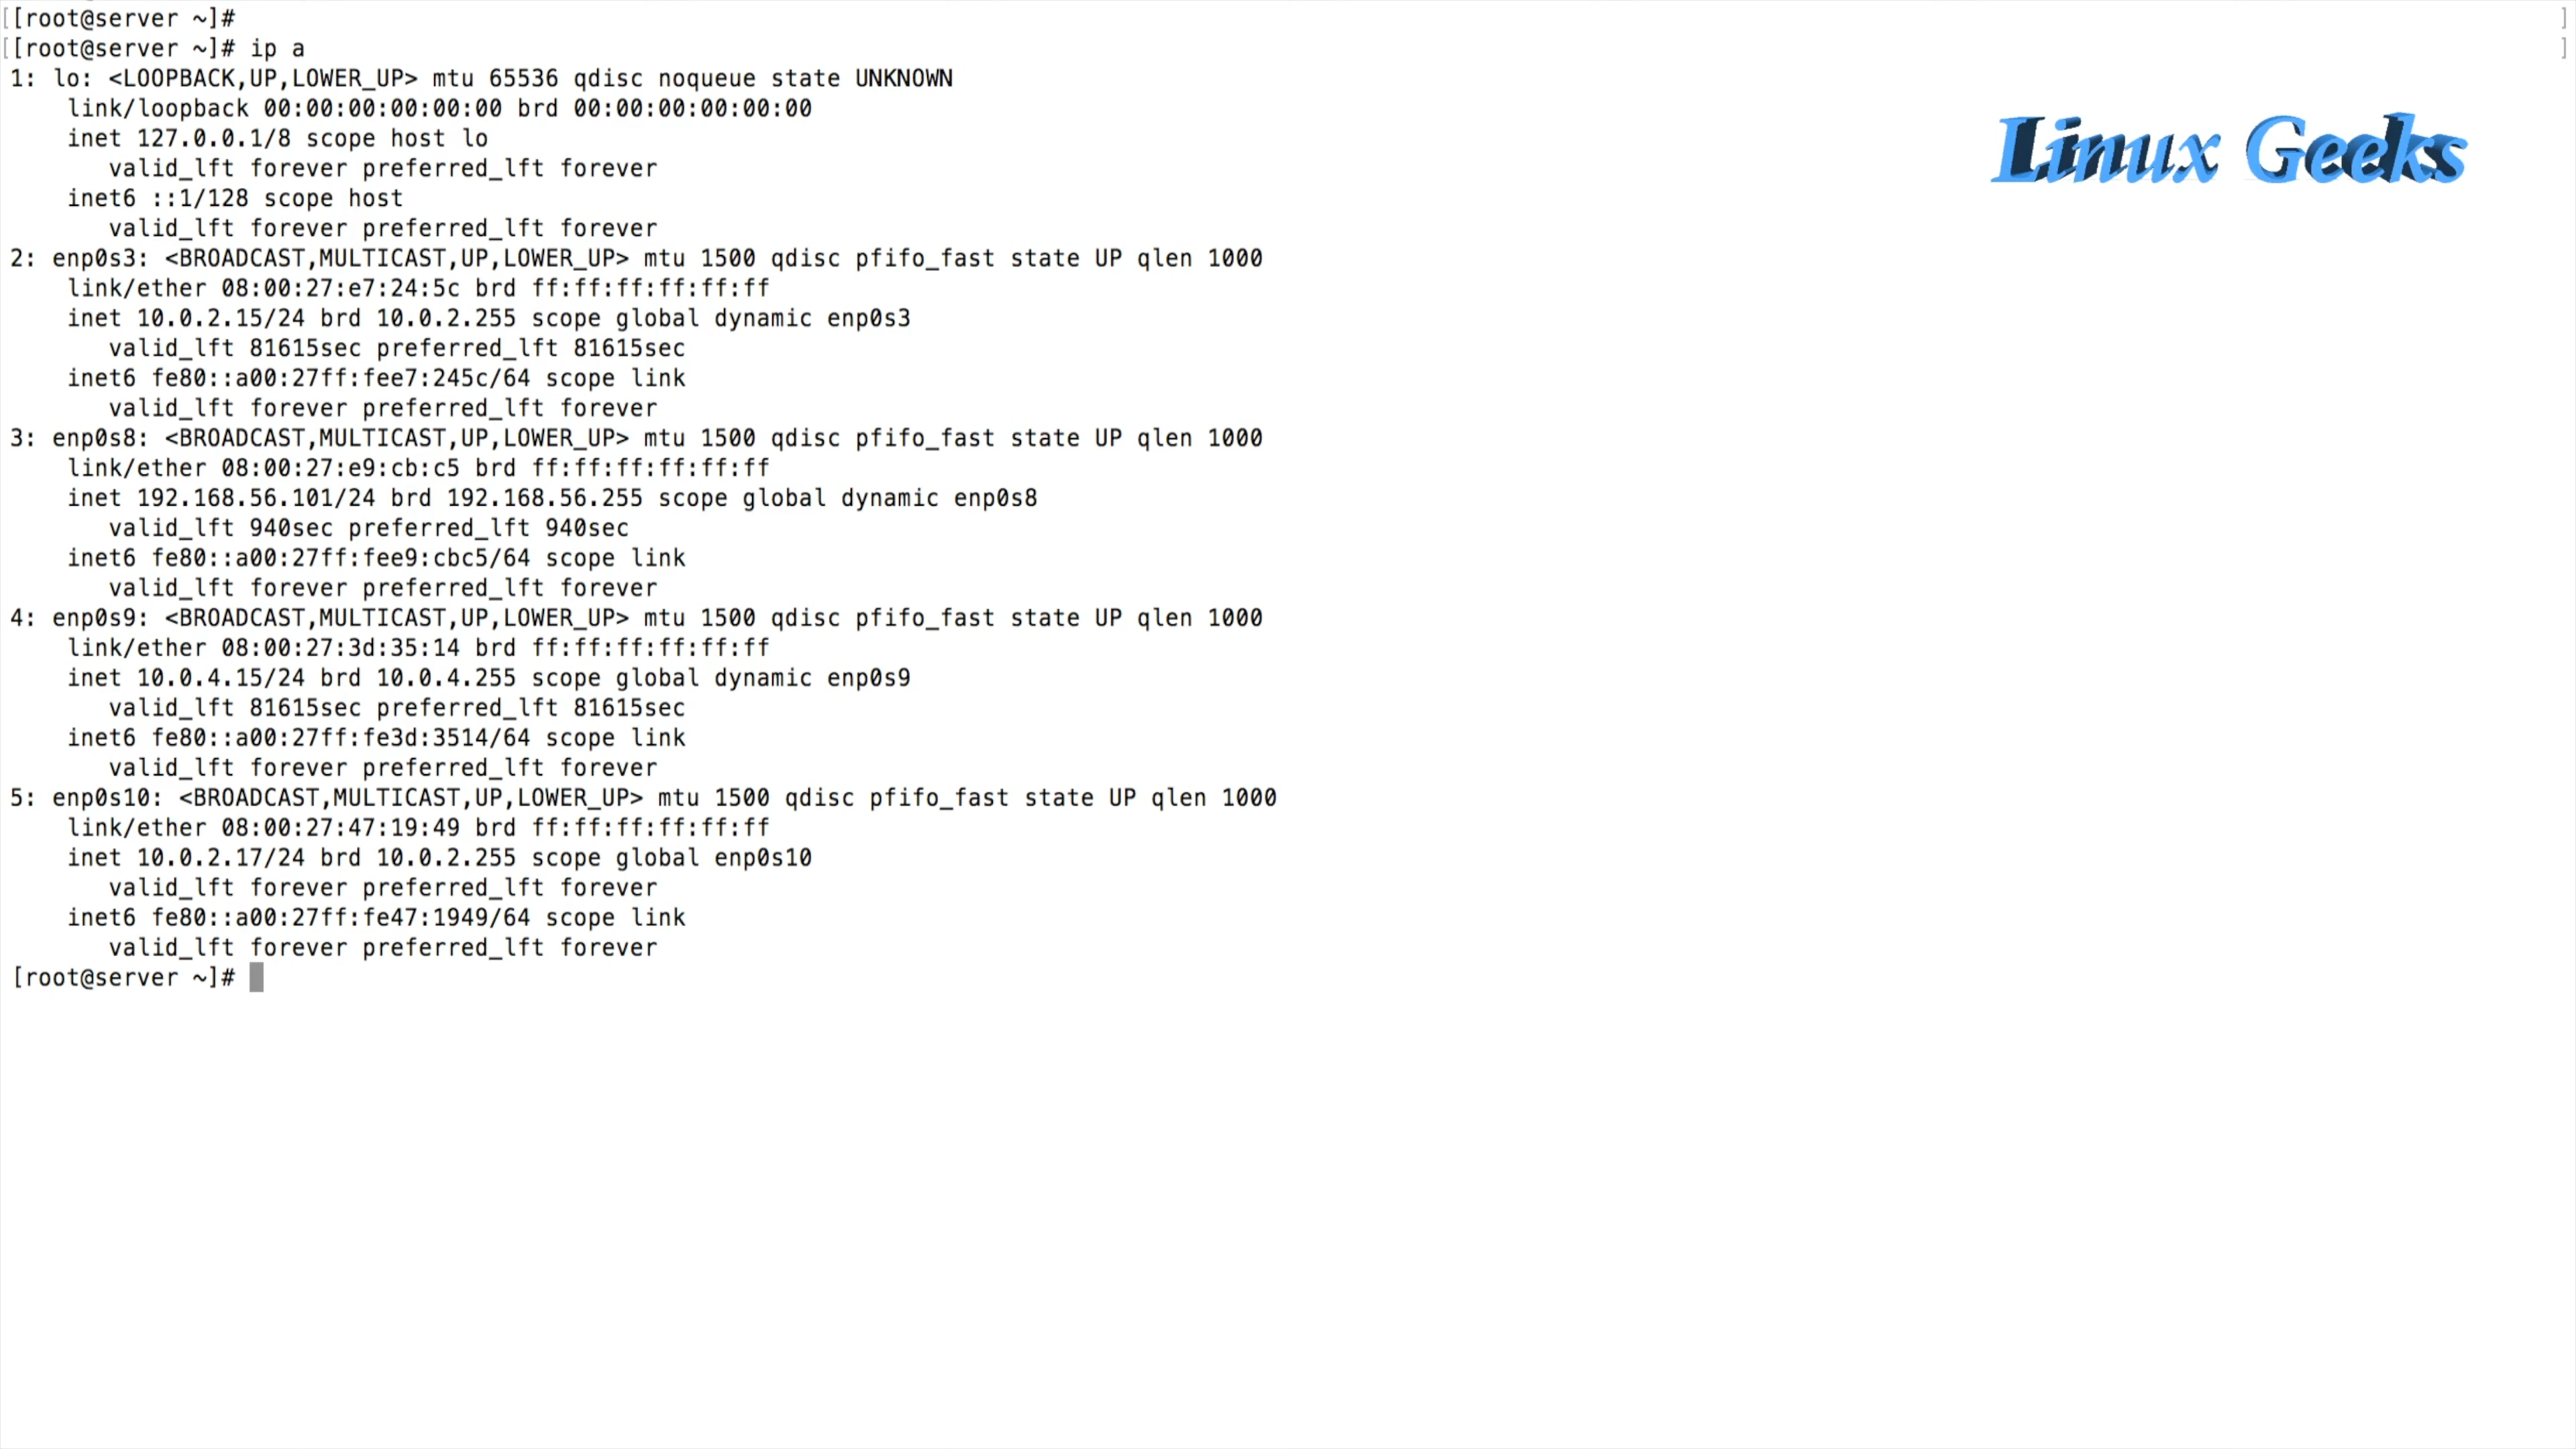 [[root@server ~]# ]
[[root@server ~]# ip a ]
1: lo: <LOOPBACK,UP,LOWER_UP> mtu 65536 qdisc noqueue state UNKNOWN
    link/loopback 00:00:00:00:00:00 brd 00:00:00:00:00:00
    inet 127.0.0.1/8 scope host lo
       valid_lft forever preferred_lft forever
    inet6 ::1/128 scope host
       valid_lft forever preferred_lft forever
2: enp0s3: <BROADCAST,MULTICAST,UP,LOWER_UP> mtu 1500 qdisc pfifo_fast state UP qlen 1000
    link/ether 08:00:27:e7:24:5c brd ff:ff:ff:ff:ff:ff
    inet 10.0.2.15/24 brd 10.0.2.255 scope global dynamic enp0s3
       valid_lft 81615sec preferred_lft 81615sec
    inet6 fe80::a00:27ff:fee7:245c/64 scope link
       valid_lft forever preferred_lft forever
3: enp0s8: <BROADCAST,MULTICAST,UP,LOWER_UP> mtu 1500 qdisc pfifo_fast state UP qlen 1000
    link/ether 08:00:27:e9:cb:c5 brd ff:ff:ff:ff:ff:ff
    inet 192.168.56.101/24 brd 192.168.56.255 scope global dynamic enp0s8
       valid_lft 940sec preferred_lft 940sec
    inet6 fe80::a00:27ff:fee9:cbc5/64 scope link
       valid_lft forever preferred_lft forever
4: enp0s9: <BROADCAST,MULTICAST,UP,LOWER_UP> mtu 1500 qdisc pfifo_fast state UP qlen 1000
    link/ether 08:00:27:3d:35:14 brd ff:ff:ff:ff:ff:ff
    inet 10.0.4.15/24 brd 10.0.4.255 scope global dynamic enp0s9
       valid_lft 81615sec preferred_lft 81615sec
    inet6 fe80::a00:27ff:fe3d:3514/64 scope link
       valid_lft forever preferred_lft forever
5: enp0s10: <BROADCAST,MULTICAST,UP,LOWER_UP> mtu 1500 qdisc pfifo_fast state UP qlen 1000
    link/ether 08:00:27:47:19:49 brd ff:ff:ff:ff:ff:ff
    inet 10.0.2.17/24 brd 10.0.2.255 scope global enp0s10
       valid_lft forever preferred_lft forever
    inet6 fe80::a00:27ff:fe47:1949/64 scope link
       valid_lft forever preferred_lft forever
[root@server ~]#
Linux Geeks